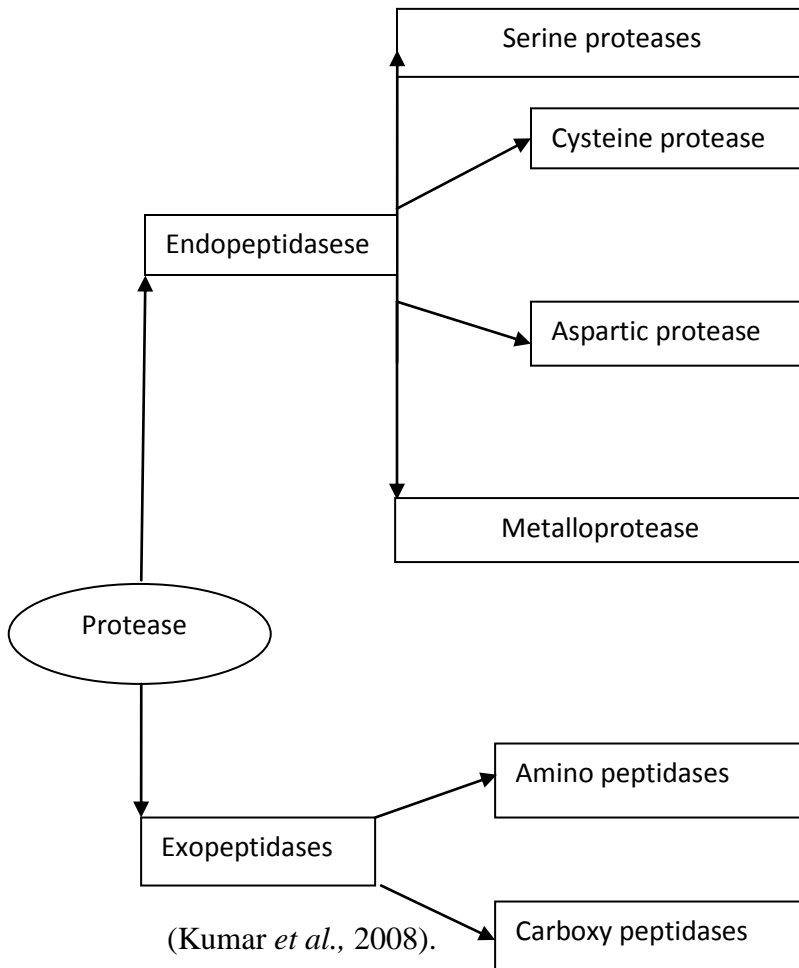 Serine proteases
Cysteine protease
Endopeptidasese
Aspartic protease
Metalloprotease
Protease
Amino peptidases
Exopeptidases
Carboxy peptidases
(Kumar et al., 2008).